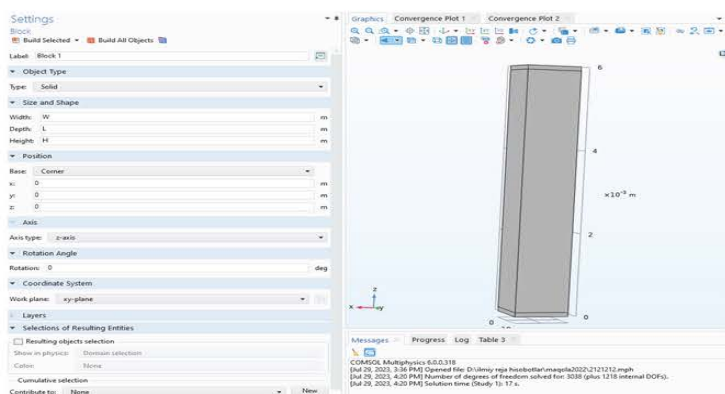 Settings
Block
Build Selected
Build All Objects
Label: Block 1
Object Type
Type: Solid
Size and Shape
Width: W m
Depth: L m
Height: H m
Position
Base: Corner
x: 0 m
y: 0 m
z: 0 m
Axis
Axis type: z-axis
Rotation Angle
Rotation: 0 deg
Coordinate System
Work plane: xy-plane
Layers
Selections of Resulting Entities
Resulting objects selection
Show in physics: Domain selection
Color: None
Cumulative selection
Contribute to: None New
Graphics Convergence Plot 1 Convergence Plot 2
6
4
2
0
0
z
x y
Messages Progress Log Table 3
COMSOL Multiphysics 6.0.0.318
[Jul 29, 2023, 3:36 PM] Opened file: D:\ilmiy reja hisobotlar\maqola2022\2121212.mph
[Jul 29, 2023, 4:20 PM] Number of degrees of freedom solved for: 3038 (plus 1218 internal DOFs).
[Jul 29, 2023, 4:20 PM] Solution time (Study 1): 17 s.